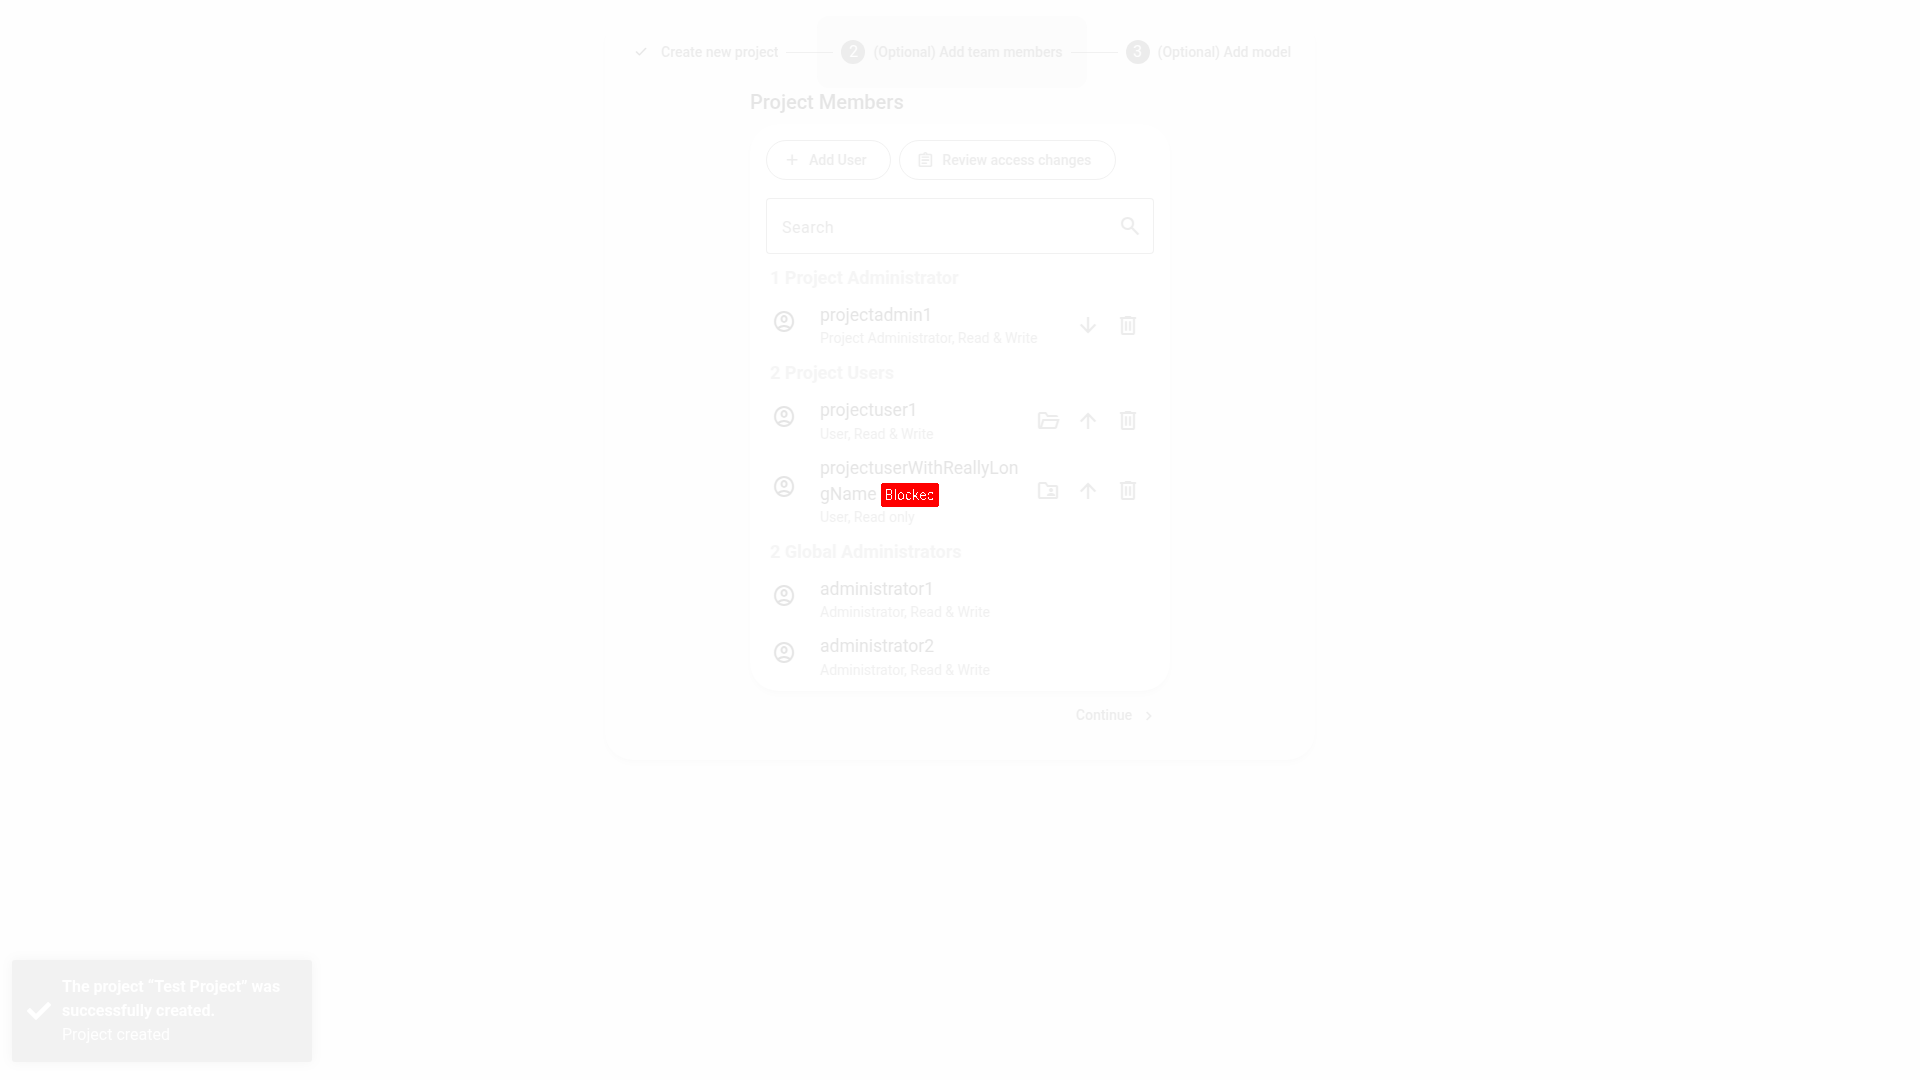 Create new project
2 (Optional) Add team members
3 (Optional) Add model
Project Members
Add User
Review access changes
Search
1 Project Administrator
projectadmin1
Project Administrator, Read & Write
2 Project Users
projectuser1
User, Read & Write
projectuserWithReallyLon
gName Blocked
User, Read only
2 Global Administrators
administrator1
Administrator, Read & Write
administrator2
Administrator, Read & Write
Continue
The project “Test Project” was
successfully created.
Project created